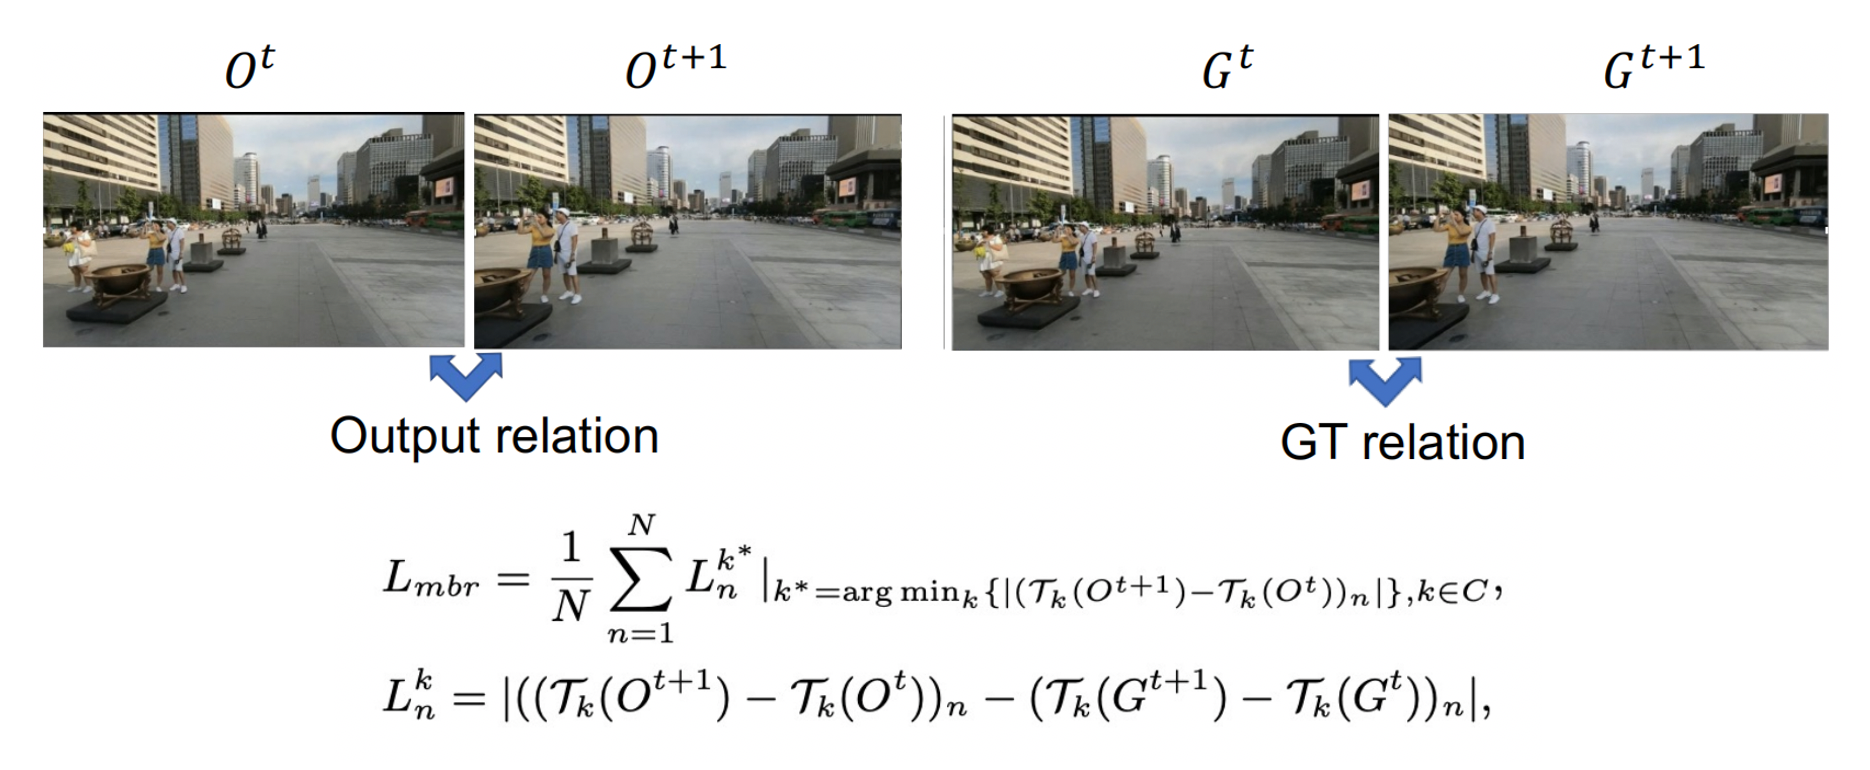 O^t O^{t+1} G^t G^{t+1}
Output relation GT relation
L_{mbr} = \frac{1}{N} \sum_{n=1}^{N} L_n^{k^*} |_{k^*=\arg\min_k\{|(\mathcal{T}_k(O^{t+1})-\mathcal{T}_k(O^t))_n|\},k\in C},
L_n^k = |((\mathcal{T}_k(O^{t+1}) - \mathcal{T}_k(O^t))_n - (\mathcal{T}_k(G^{t+1}) - \mathcal{T}_k(G^t))_n|,